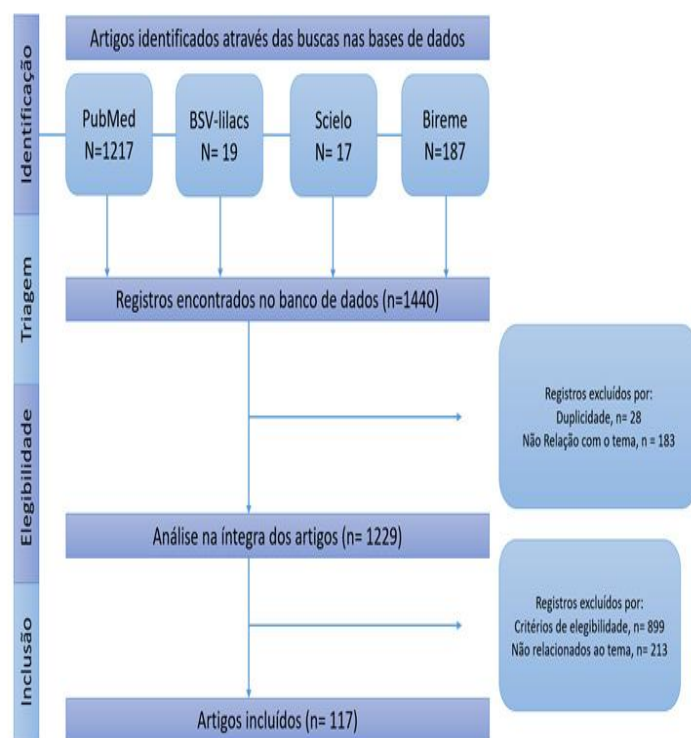 Identificação
Artigos identificados através das buscas nas bases de dados
PubMed
N=1217
BSV-lilacs
N= 19
Scielo
N= 17
Bireme
N=187
Triagem
Registros encontrados no banco de dados (n=1440)
Registros excluídos por:
Duplicidade, n= 28
Não Relação com o tema, n = 183
Elegibilidade
Análise na íntegra dos artigos (n= 1229)
Registros excluídos por:
Critérios de elegibilidade, n= 899
Não relacionados ao tema, n= 213
Inclusão
Artigos incluídos (n= 117)